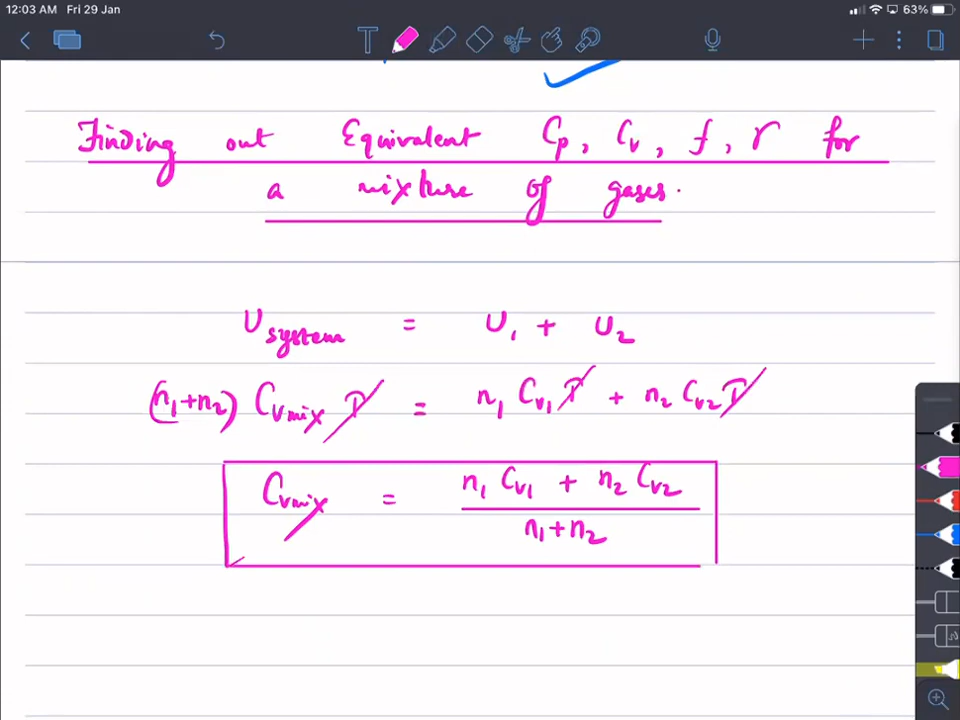 12:03 AM Fri 29 Jan 63%
Finding out Equivalent Cp, Cv, f, r for
a mixture of gases.
U system = U1 + U2
(n1+n2) Cvmix T = n1 Cv1 T + n2 Cv2 T
Cvmix = n1 Cv1 + n2 Cv2
n1+n2